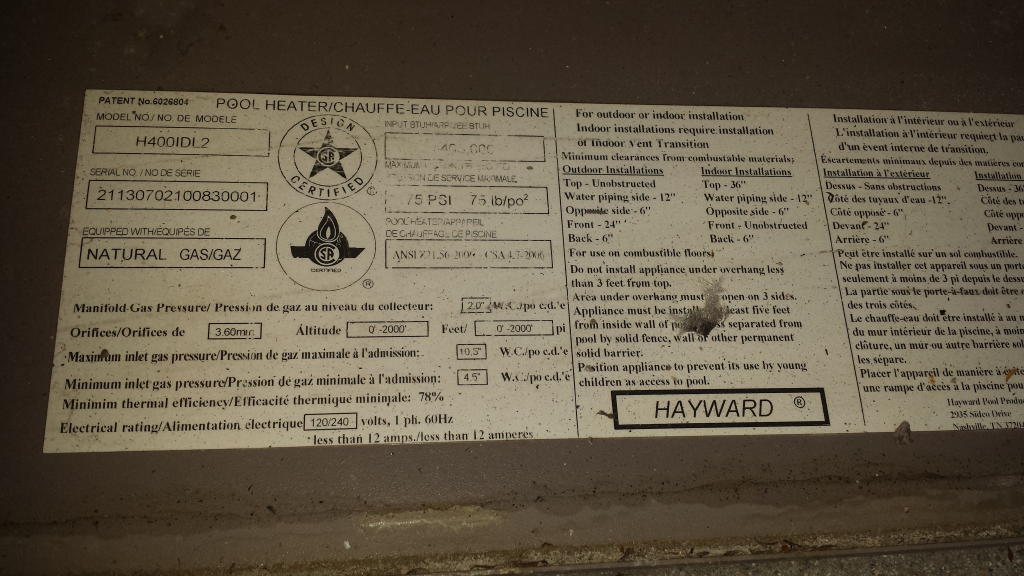 PATENT No.6026804
POOL HEATER/CHAUFFE-EAU POUR PISCINE
MODEL NO./ NO. DE MODELE
H400IDL2
SERIAL NO. / NO DE SÉRIE
21130702100830001
EQUIPPED WITH/ÉQUIPÉS DE
NATURAL GAS/GAZ
DESIGN
CERTIFIED
CERTIFIED
®
INPUT BTUH/
75 PSI 75 lb/po²
POOL HEATER/APPAREIL
DE CHAUFFAGE DE PISCINE
ANSI Z21.56 2006 - CSA 4.7-2006
Manifold Gas Pressure/ Pression de gaz au niveau du collecteur: 2.0" W.C./po c.d.'e
Orifices/Orifices de 3.60mm Altitude 0'-2000' Feet/ 0'-2000' pi
Maximum inlet gas pressure/Pression de gaz maximale à l'admission: 10.5" W.C./po c.d.'e
Minimum inlet gas pressure/Pression de gaz minimale à l'admission: 4.5" W.C./po c.d.'e
Minimim thermal efficiency/Efficacité thermique minimale: 78%
Electrical rating/Alimentation électrique 120/240 volts, 1 ph. 60Hz
less than 12 amps./less than 12 amperes
For outdoor or indoor installation
Indoor installations require installation
of Indoor Vent Transition
Minimum clearances from combustable materials;
Outdoor Installations Indoor Installations
Top - Unobstructed Top - 36"
Water piping side - 12" Water piping side - 12"
Opposite side - 6" Opposite side - 6"
Front - 24" Front - Unobstructed
Back - 6" Back - 6"
For use on combustible floors
Do not install appliance under overhang less
than 3 feet from top.
Area under overhang must open on 3 sides.
Appliance must be least five feet
from inside wall of separated from
pool by solid fence, wall or other permanent
solid barrier.
Position appliance to prevent its use by young
children as access to pool.
HAYWARD ®
Installation à l'intérieur ou à l'extérieur
L'installation à l'intérieur requiert la
d'un évent interne de transition.
Écartements minimaux depuis des matières
Installation à l'extérieur Installation
Dessus - Sans obstructions Dessus - 36
Côté des tuyaux d'eau -12". Côté des
Côté opposé - 6" Côté
Devant - 24" Devant -
Arrière - 6" Arrière
Peut être installé sur un sol combustible.
Ne pas installer cet appareil sous un
seulement à moins de 3 pi depuis le
La partie sous le porte-à-faux doit être
des trois côtés.
Le chauffe-eau doit être installé à au
du mur intérieur de la piscine, à
clôture, un mur ou autre barrière
les sépare.
Placer l'appareil de manière à
une rampe d'accès à la piscine
Hayward Pool
2935 Sidco Drive
Nashville, TN